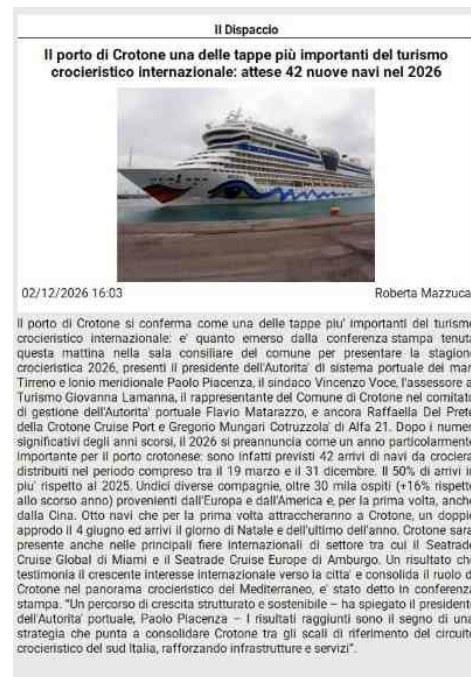 Il Dispaccio
Il porto di Crotone una delle tappe più importanti del turismo
crocieristico internazionale: attese 42 nuove navi nel 2026
02/12/2026 16:03
Roberta Mazzuca
Il porto di Crotone si conferma come una delle tappe piu' importanti del turismo
crocieristico internazionale: e' quanto emerso dalla conferenza stampa tenuta
questa mattina nella sala consiliare del comune per presentare la stagione
crocieristica 2026, presenti il presidente dell'Autorita' di sistema portuale dei mari
Tirreno e Ionio meridionale Paolo Piacenza, il sindaco Vincenzo Voce, l'assessore al
Turismo Giovanna Lamanna, il rappresentante del Comune di Crotone nel comitato
di gestione dell'Autorita' portuale Flavio Matarazzo, e ancora Raffaella Del Prete
della Crotone Cruise Port e Gregorio Mungari Cotruzzola' di Alfa 21. Dopo i numeri
significativi degli anni scorsi, il 2026 si preannuncia come un anno particolarmente
importante per il porto crotonese: sono infatti previsti 42 arrivi di navi da crociera
distribuiti nel periodo compreso tra il 19 marzo e il 31 dicembre. Il 50% di arrivi in
piu' rispetto al 2025. Undici diverse compagnie, oltre 30 mila ospiti (+16% rispetto
allo scorso anno) provenienti dall'Europa e dall'America e, per la prima volta, anche
dalla Cina. Otto navi che per la prima volta attraccheranno a Crotone, un doppio
approdo il 4 giugno ed arrivi il giorno di Natale e dell'ultimo dell'anno. Crotone sara'
presente anche nelle principali fiere internazionali di settore tra cui il Seatrade
Cruise Global di Miami e il Seatrade Cruise Europe di Amburgo. Un risultato che
testimonia il crescente interesse internazionale verso la citta' e consolida il ruolo di
Crotone nel panorama crocieristico del Mediterraneo, e' stato detto in conferenza
stampa. "Un percorso di crescita strutturato e sostenibile – ha spiegato il presidente
dell'Autorita' portuale, Paolo Piacenza – I risultati raggiunti sono il segno di una
strategia che punta a consolidare Crotone tra gli scali di riferimento del circuito
crocieristico del sud Italia, rafforzando infrastrutture e servizi".